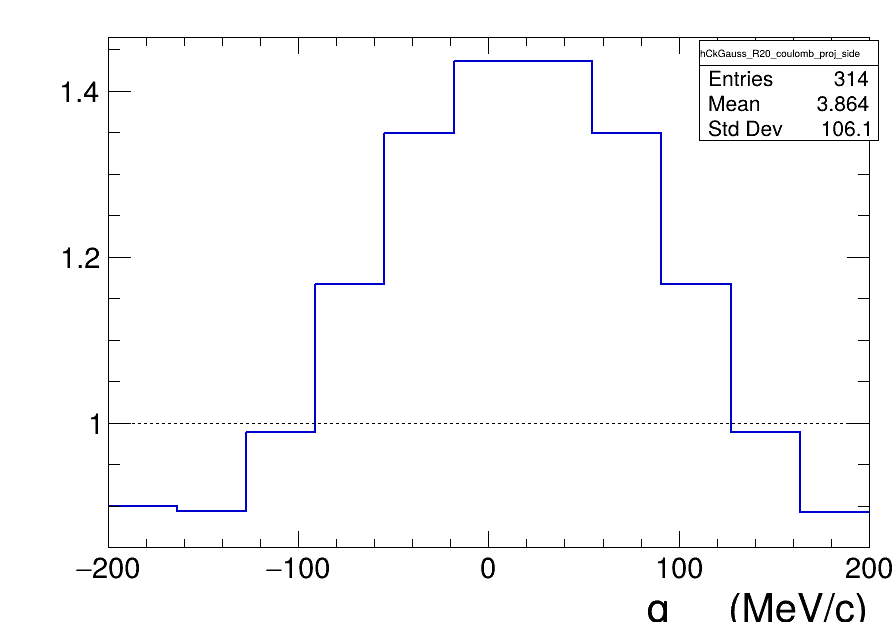 hCkGauss_R20_coulomb_proj_side
Entries 314
Mean 3.864
Std Dev 106.1
1.4
1.2
1
−200 −100 0 100 200
q (MeV/c)